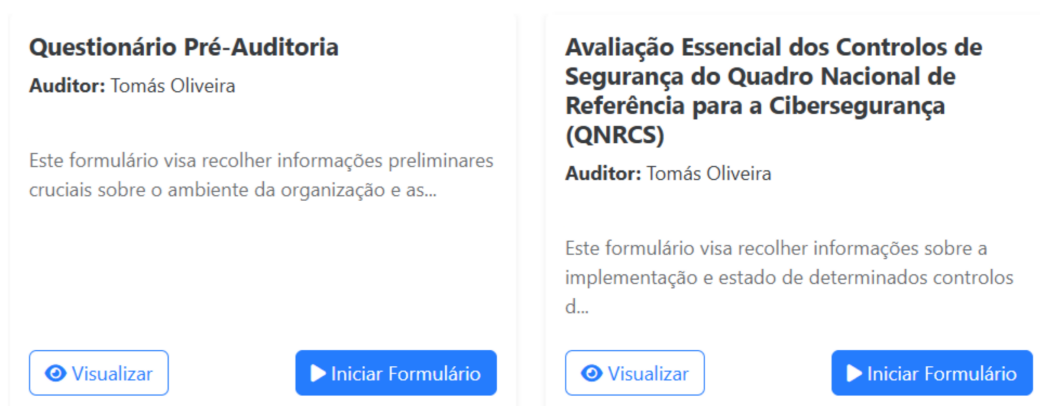 Questionário Pré-Auditoria
Auditor: Tomás Oliveira
Este formulário visa recolher informações preliminares
cruciais sobre o ambiente da organização e as...
Visualizar
Iniciar Formulário
Avaliação Essencial dos Controlos de
Segurança do Quadro Nacional de
Referência para a Cibersegurança
(QNRCS)
Auditor: Tomás Oliveira
Este formulário visa recolher informações sobre a
implementação e estado de determinados controlos
d...
Visualizar
Iniciar Formulário